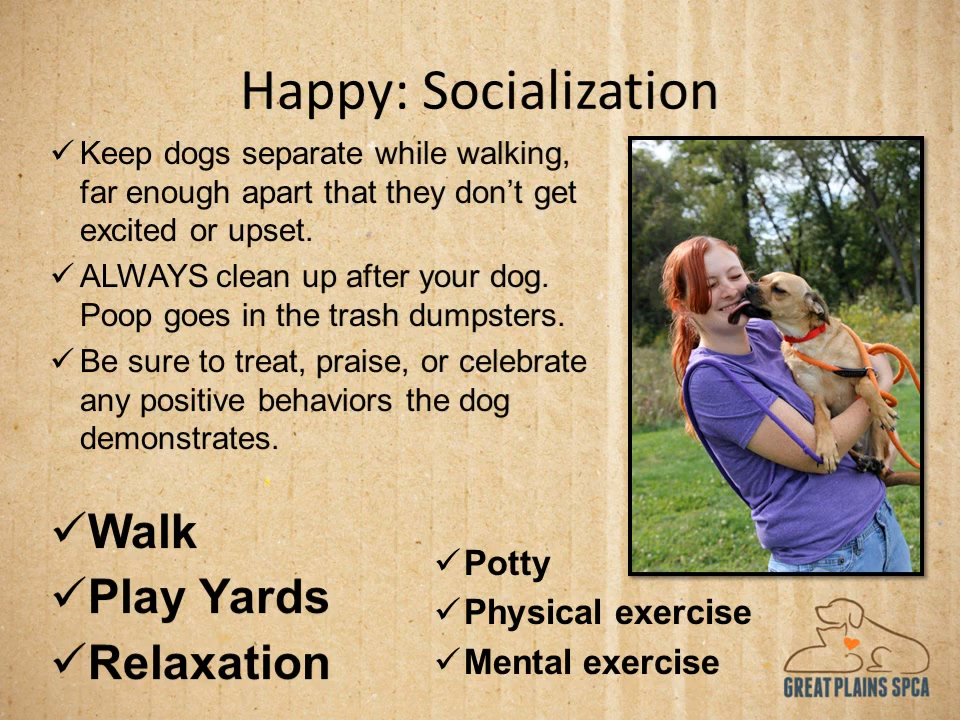 Happy: Socialization
✓ Keep dogs separate while walking,
far enough apart that they don’t get
excited or upset.
✓ ALWAYS clean up after your dog.
Poop goes in the trash dumpsters.
✓ Be sure to treat, praise, or celebrate
any positive behaviors the dog
demonstrates.
✓ Walk
✓ Play Yards
✓ Relaxation
✓ Potty
✓ Physical exercise
✓ Mental exercise
GREAT PLAINS SPCA